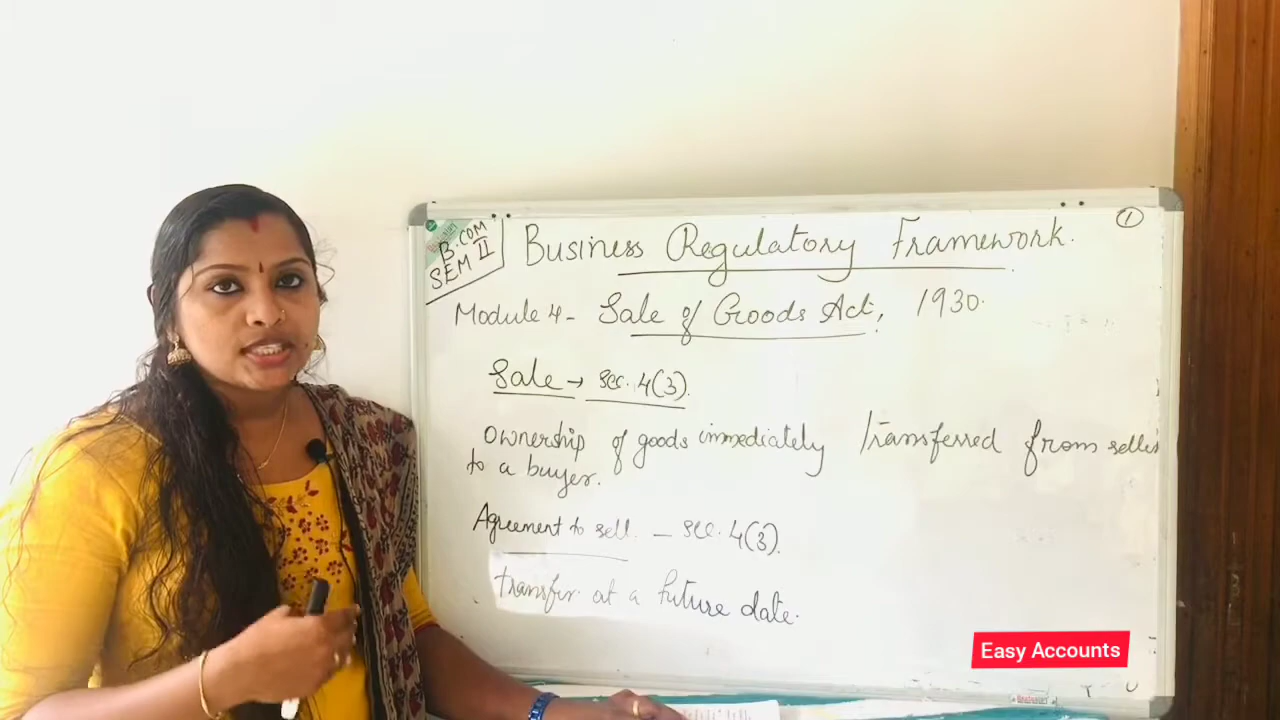 B.COM
SEM II
Business Regulatory Framework.
1
Module 4 - Sale of Goods Act, 1930.
Sale → sec. 4(3).
Ownership of goods immediately transferred from seller
to a buyer.
Agreement to sell. - sec. 4(3).
transfer at a future date.
Easy Accounts